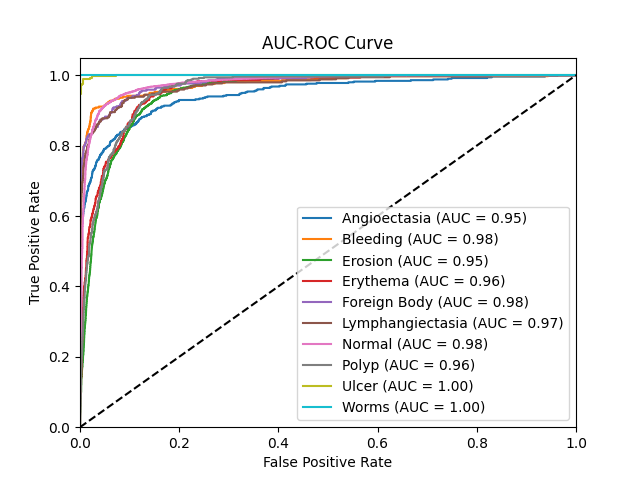 AUC-ROC Curve
1.0
0.8
0.6
0.4
0.2
0.0
True Positive Rate
Angioectasia (AUC = 0.95)
Bleeding (AUC = 0.98)
Erosion (AUC = 0.95)
Erythema (AUC = 0.96)
Foreign Body (AUC = 0.98)
Lymphangiectasia (AUC = 0.97)
Normal (AUC = 0.98)
Polyp (AUC = 0.96)
Ulcer (AUC = 1.00)
Worms (AUC = 1.00)
0.0 0.2 0.4 0.6 0.8 1.0
False Positive Rate